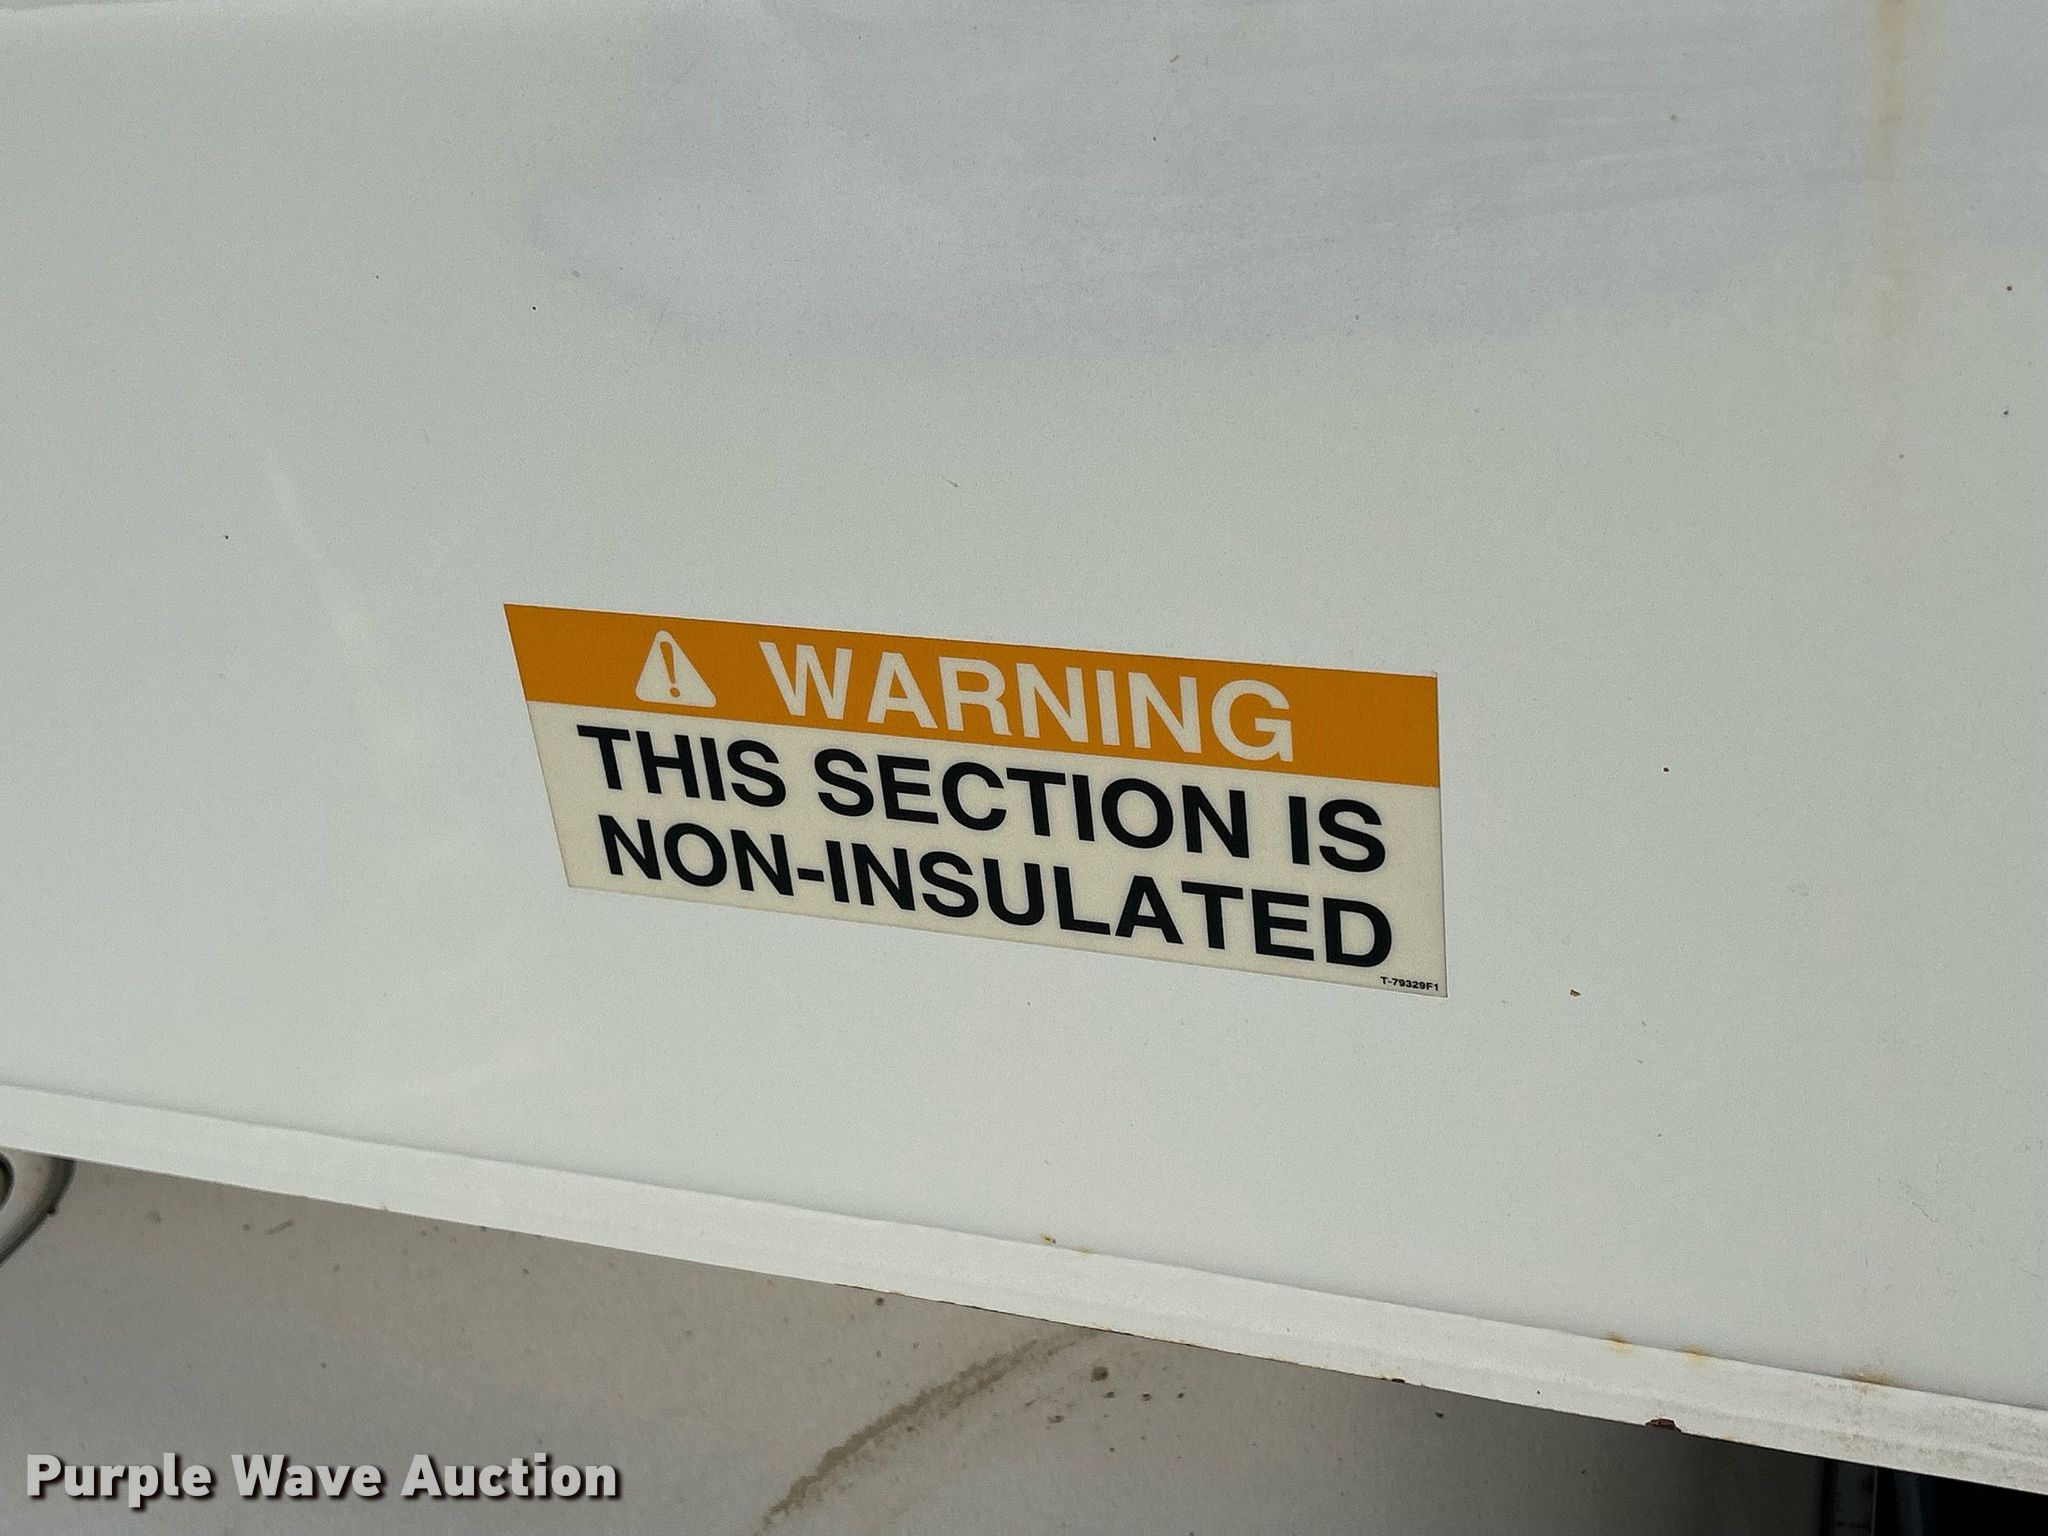 WARNING
THIS SECTION IS
NON-INSULATED
T-79329F1
Purple Wave Auction